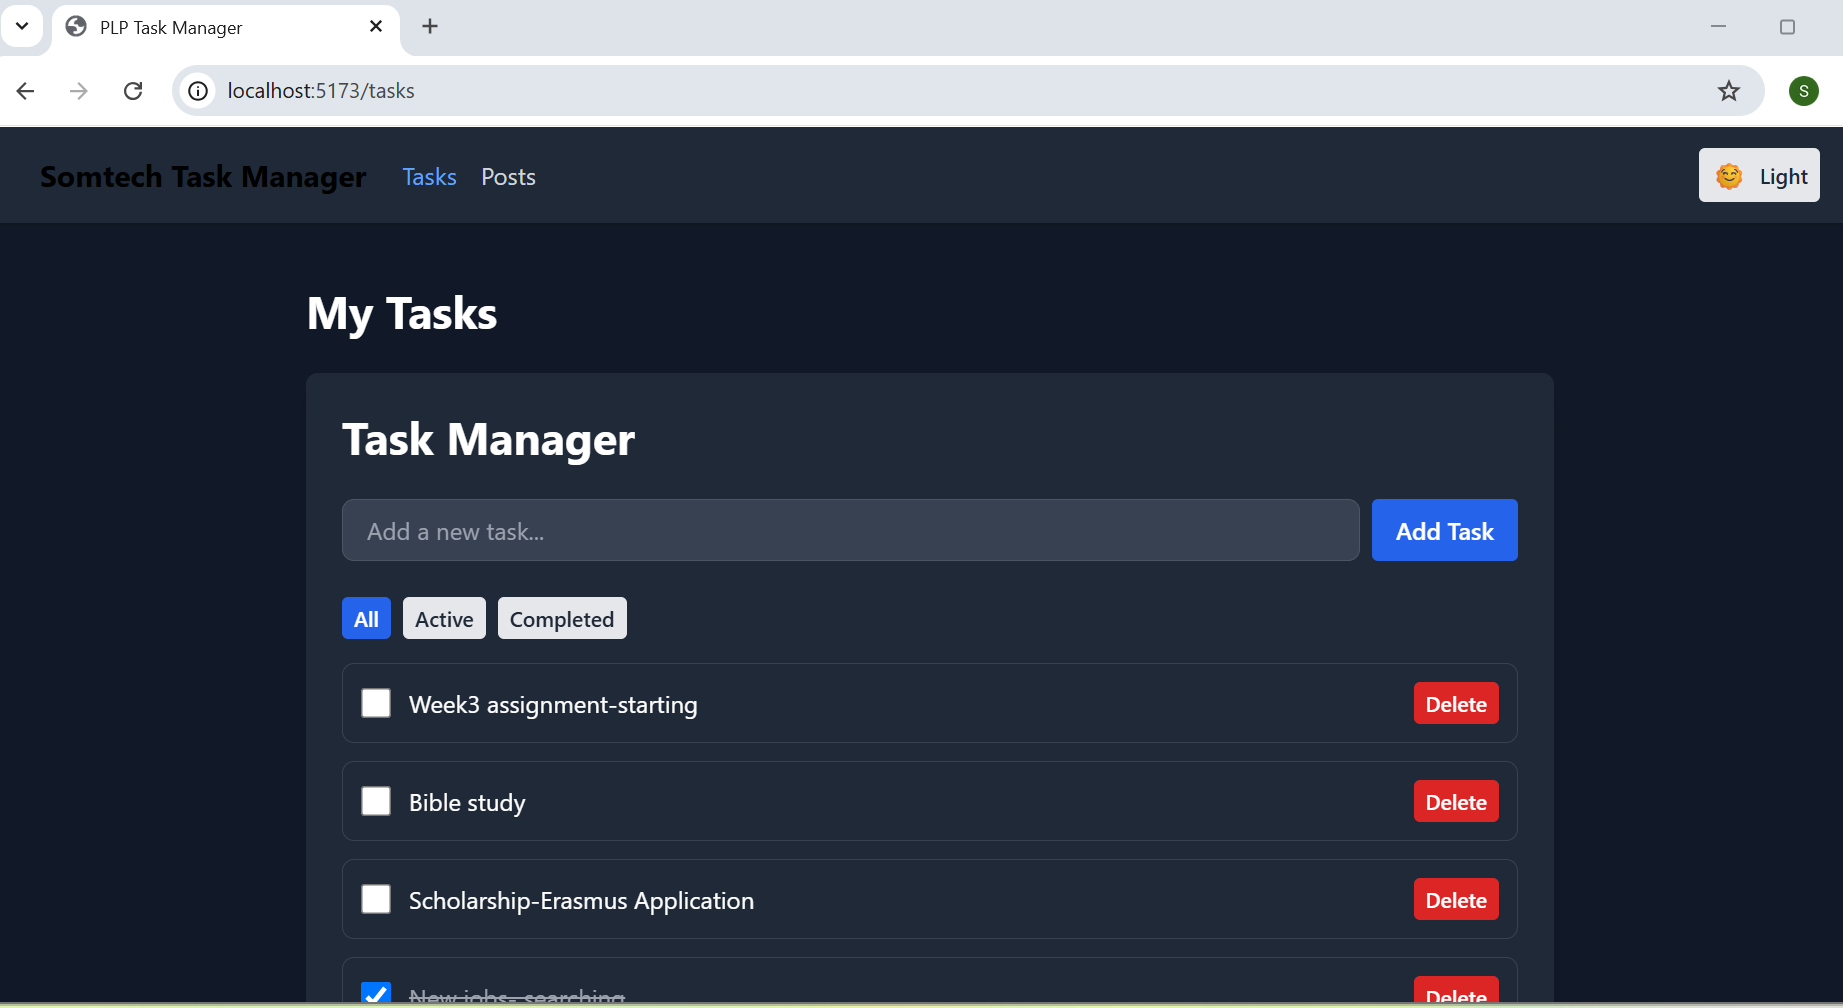 PLP Task Manager
localhost:5173/tasks
S
Somtech Task Manager Tasks Posts Light
My Tasks
Task Manager
Add a new task... Add Task
All Active Completed
Week3 assignment-starting Delete
Bible study Delete
Scholarship-Erasmus Application Delete
New jobs- searching Delete